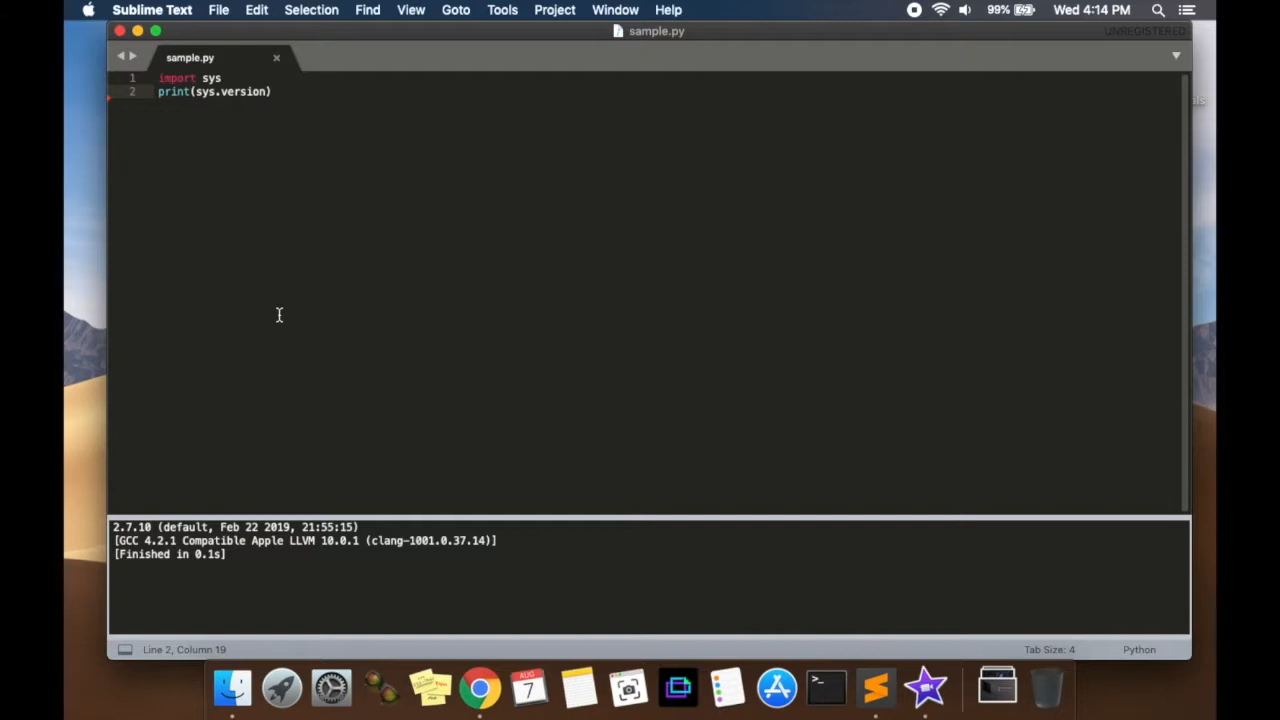 Sublime Text File Edit Selection Find View Goto Tools Project Window Help 99% Wed 4:14 PM
sample.py UNREGISTERED
sample.py
1 import sys
2 print(sys.version)
2.7.10 (default, Feb 22 2019, 21:55:15)
[GCC 4.2.1 Compatible Apple LLVM 10.0.1 (clang-1001.0.37.14)]
[Finished in 0.1s]
Line 2, Column 19 Tab Size: 4 Python
AUG
7